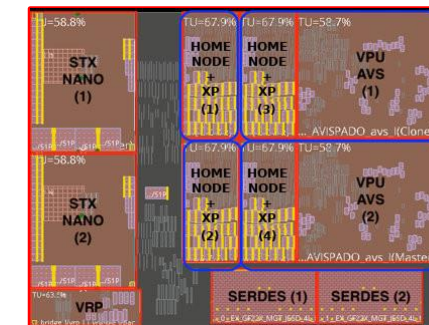 TU=58.8%
STX
NANO
(1)
TU=67.9%
HOME
NODE
+
XP
(1)
TU=67.9%
HOME
NODE
+
XP
(3)
TU=58.7%
VPU
AVS
(1)
AVISPADO_avs_I(Clone
TU=58.8%
STX
NANO
(2)
TU=67.9%
HOME
NODE
+
XP
(2)
TU=67.9%
HOME
NODE
+
XP
(4)
TU=58.7%
VPU
AVS
(2)
AVISPADO_avs_I(Master
VRP
SERDES (1)
SERDES (2)